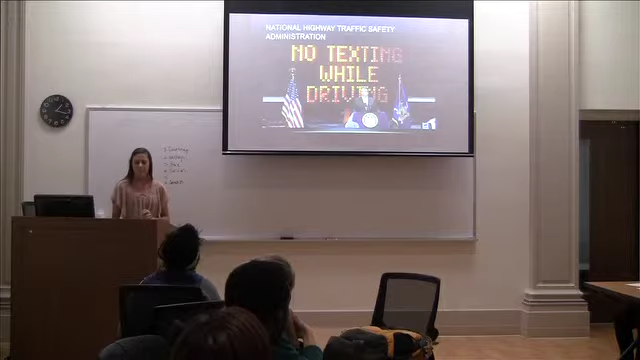 NATIONAL HIGHWAY TRAFFIC SAFETY
ADMINISTRATION
NO TEXTING
WHILE
DRIVING